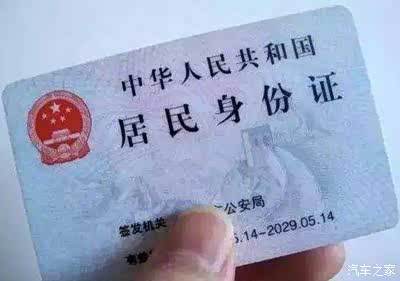 中华人民共和国
居民身份证
签发机关 公安局
5.14-2029.05.14
汽车之家